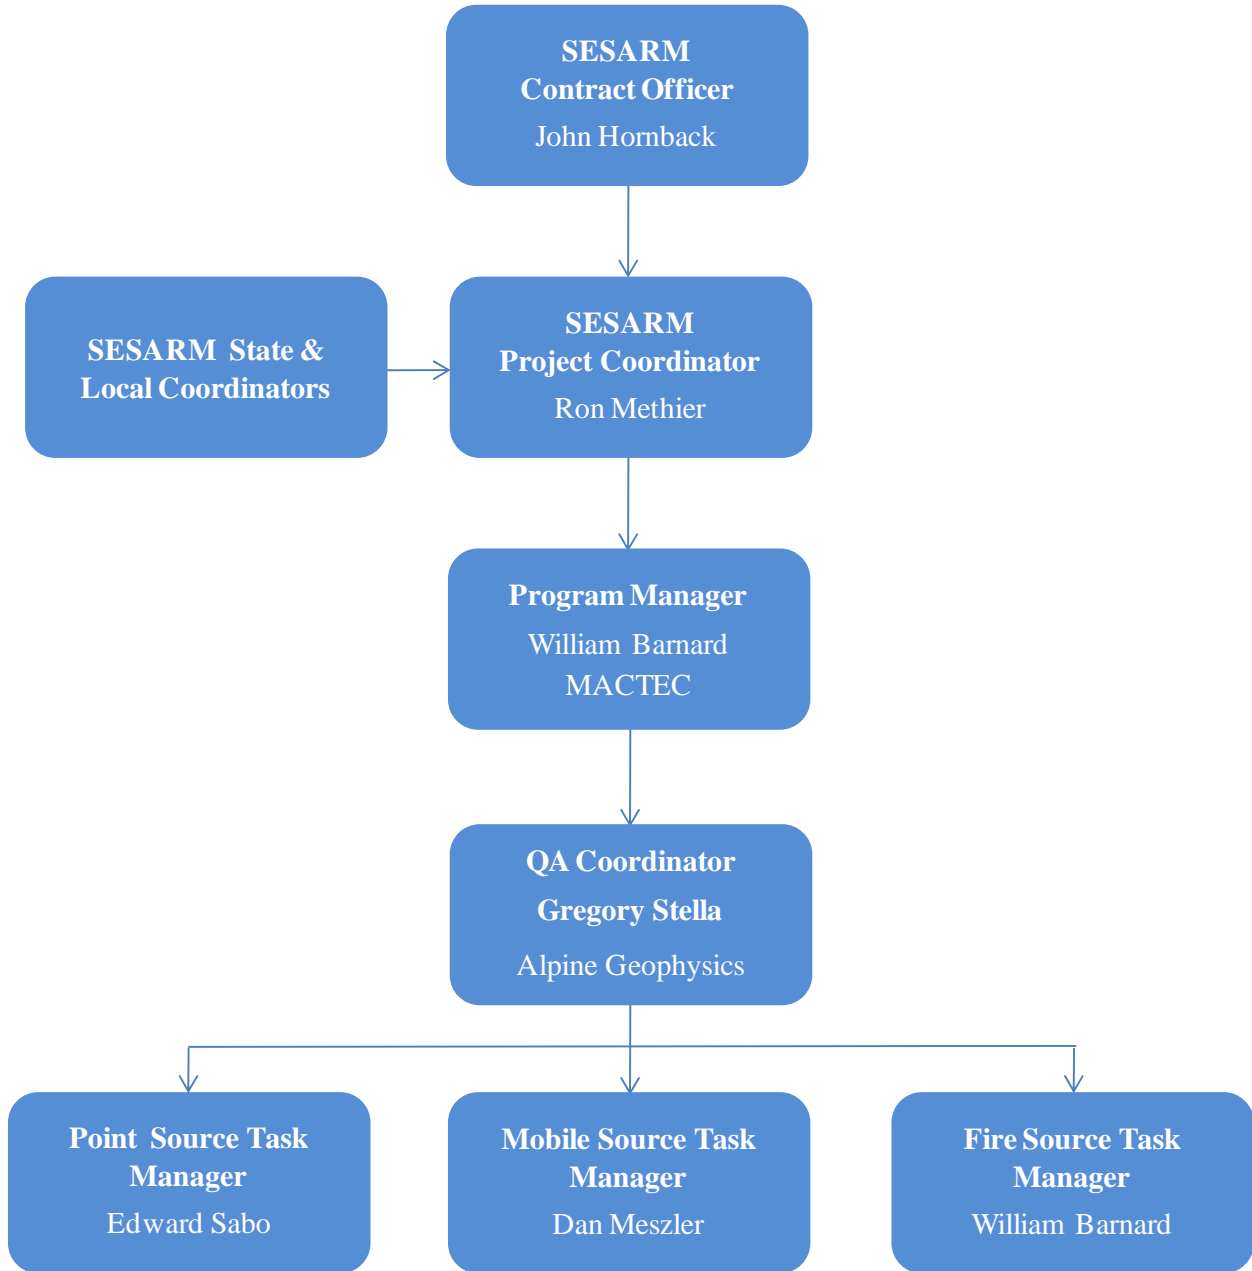 SESARM
Contract Officer
John Hornback
SESARM State &
Local Coordinators
SESARM
Project Coordinator
Ron Methier
Program Manager
William Barnard
MACTEC
QA Coordinator
Gregory Stella
Alpine Geophysics
Point Source Task
Manager
Edward Sabo
Mobile Source Task
Manager
Dan Meszler
Fire Source Task
Manager
William Barnard